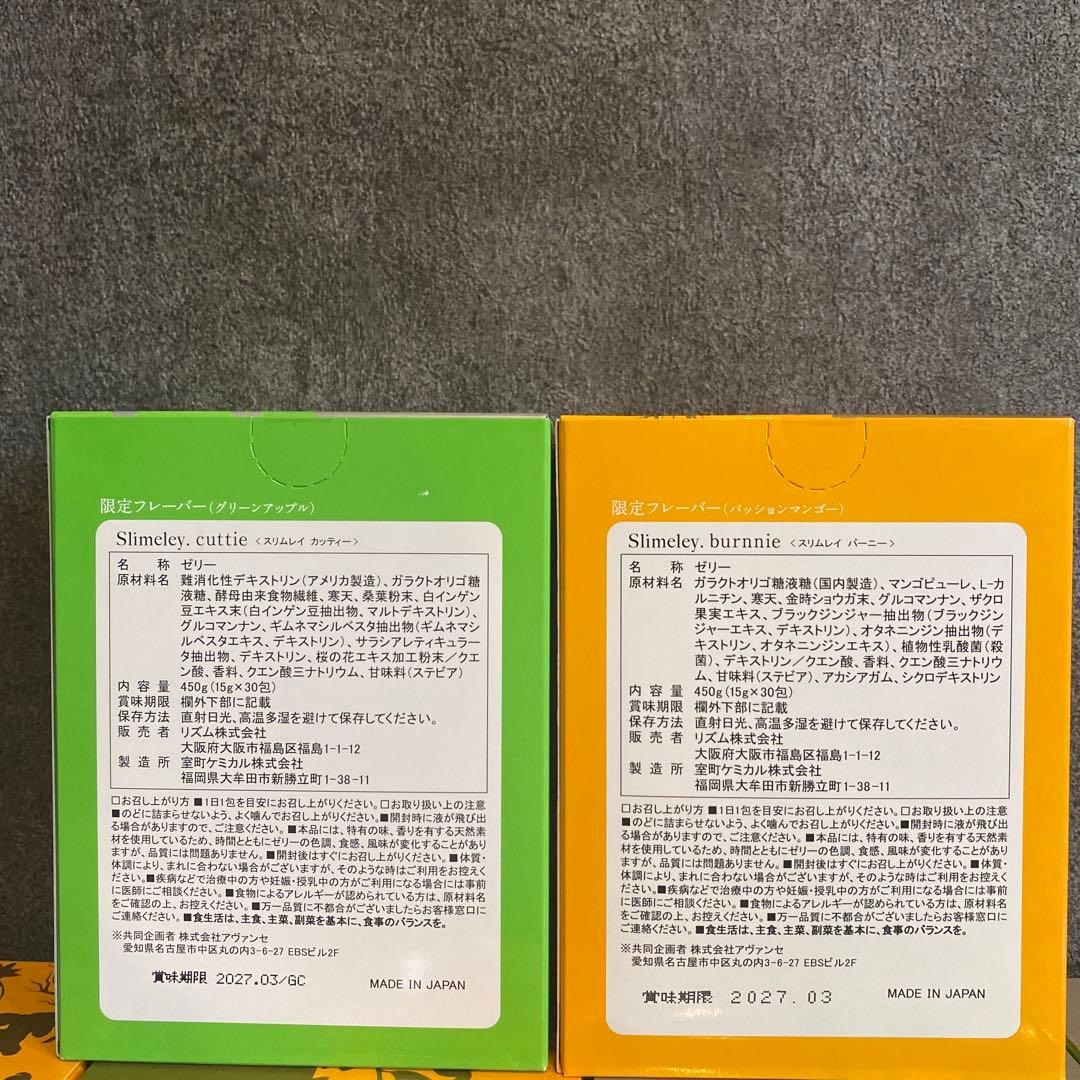 限定フレーバー(グリーンアップル)
Slimeley. cuttie <スリムレイ カッティー>
名 称 ゼリー
原材料名 難消化性デキストリン(アメリカ製造)、ガラクトオリゴ糖
液糖、酵母由来食物繊維、寒天、桑葉粉末、白インゲン
豆エキス末(白インゲン豆抽出物、マルトデキストリン)、
グルコマンナン、ギムネマシルベスタ抽出物(ギムネマシ
ルベスタエキス、デキストリン)、サラシアレティキュラー
タ抽出物、デキストリン、桜の花エキス加工粉末/クエ
ン酸、香料、クエン酸三ナトリウム、甘味料(ステビア)
内 容 量 450g(15g×30包)
賞味期限 欄外下部に記載
保存方法 直射日光、高温多湿を避けて保存してください。
販 売 者 リズム株式会社
大阪府大阪市福島区福島1-1-12
製 造 所 室町ケミカル株式会社
福岡県大牟田市新勝立町1-38-11
□お召し上がり方 ■1日1包を目安にお召し上がりください。□お取り扱い上の注意
■のどに詰まらせないよう、よく噛んでお召し上がりください。■開封時に液が飛び出
る場合がありますので、ご注意ください。■本品には、特有の味、香りを有する天然素
材を使用しているため、時間とともにゼリーの色調、食感、風味が変化することがあり
ますが、品質には問題ありません。■開封後はすぐにお召し上がりください。■体質・
体調により、まれに合わない場合がございますが、そのような時はご利用をお控えく
ださい。■疾病などで治療中の方や妊娠・授乳中の方がご利用になる場合には事前
に医師にご相談ください。■食物によるアレルギーが認められている方は、原材料名
をご確認の上、お控えください。■万一品質に不都合がございましたらお客様窓口に
ご連絡ください。■食生活は、主食、主菜、副菜を基本に、食事のバランスを。
※共同企画者 株式会社アヴァンセ
愛知県名古屋市中区丸の内3-6-27 EBSビル2F
賞味期限 2027.03/GC
MADE IN JAPAN
限定フレーバー(パッションマンゴー)
Slimeley. burnnie <スリムレイ バーニー>
名 称 ゼリー
原材料名 ガラクトオリゴ糖液糖(国内製造)、マンゴピューレ、L-カ
ルニチン、寒天、金時ショウガ末、グルコマンナン、ザクロ
果実エキス、ブラックジンジャー抽出物(ブラックジン
ジャーエキス、デキストリン)、オタネニンジン抽出物(デ
キストリン、オタネニンジンエキス)、植物性乳酸菌(殺
菌)、デキストリン/クエン酸、香料、クエン酸三ナトリウ
ム、甘味料(ステビア)、アカシアガム、シクロデキストリン
内 容 量 450g(15g×30包)
賞味期限 欄外下部に記載
保存方法 直射日光、高温多湿を避けて保存してください。
販 売 者 リズム株式会社
大阪府大阪市福島区福島1-1-12
製 造 所 室町ケミカル株式会社
福岡県大牟田市新勝立町1-38-11
□お召し上がり方 ■1日1包を目安にお召し上がりください。□お取り扱い上の注意
■のどに詰まらせないよう、よく噛んでお召し上がりください。■開封時に液が飛び出
る場合がありますので、ご注意ください。■本品には、特有の味、香りを有する天然素
材を使用しているため、時間とともにゼリーの色調、食感、風味が変化することがあり
ますが、品質には問題ありません。■開封後はすぐにお召し上がりください。■体質・
体調により、まれに合わない場合がございますが、そのような時はご利用をお控えく
ださい。■疾病などで治療中の方や妊娠・授乳中の方がご利用になる場合には事前
に医師にご相談ください。■食物によるアレルギーが認められている方は、原材料名
をご確認の上、お控えください。■万一品質に不都合がございましたらお客様窓口に
ご連絡ください。■食生活は、主食、主菜、副菜を基本に、食事のバランスを。
※共同企画者 株式会社アヴァンセ
愛知県名古屋市中区丸の内3-6-27 EBSビル2F
賞味期限 2027.03
MADE IN JAPAN